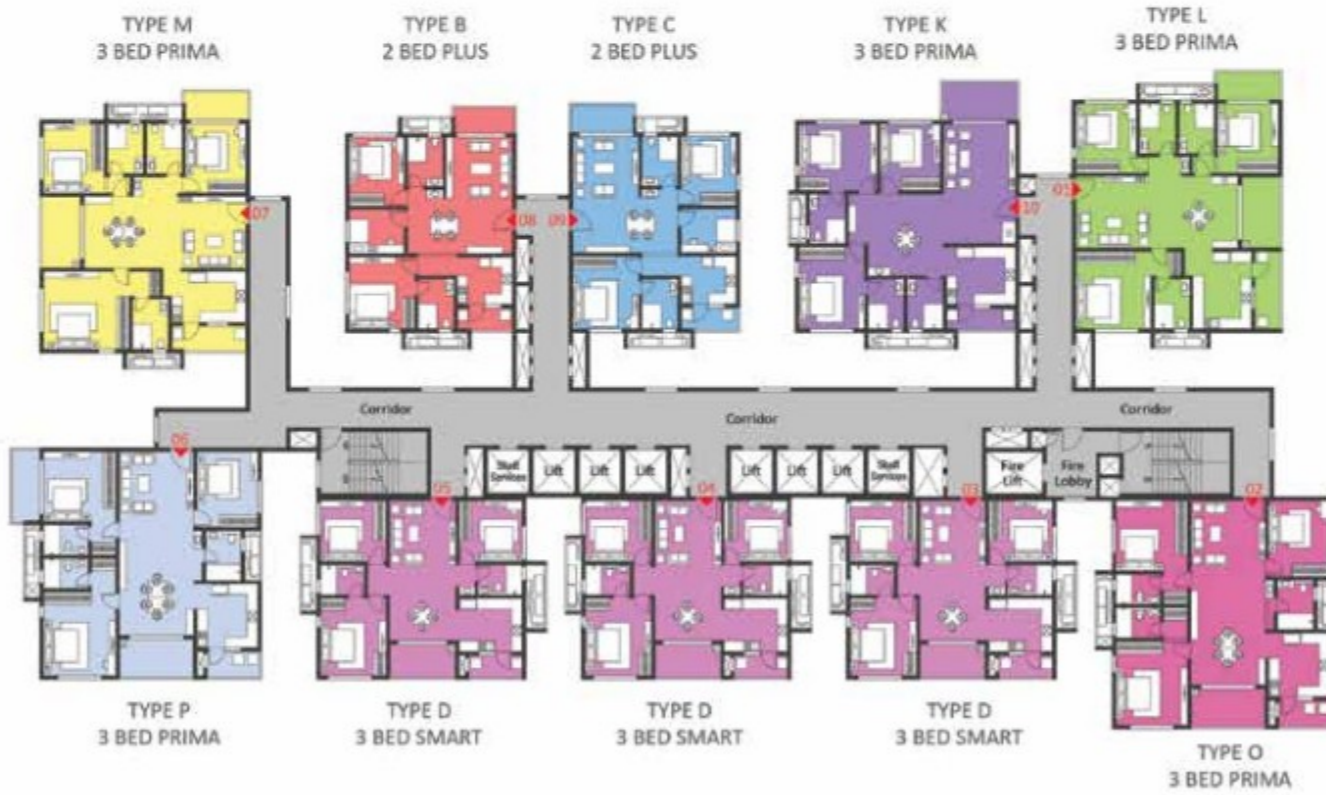 TYPE M
3 BED PRIMA
TYPE B
2 BED PLUS
TYPE C
2 BED PLUS
TYPE K
3 BED PRIMA
TYPE L
3 BED PRIMA
07
08
09
10
01
Corridor
Corridor
Corridor
06
05
Lift
Lift
Lift
04
Lift
Lift
Lift
03
Fire
Lift
Fire
Lobby
02
TYPE P
3 BED PRIMA
TYPE D
3 BED SMART
TYPE D
3 BED SMART
TYPE D
3 BED SMART
TYPE O
3 BED PRIMA